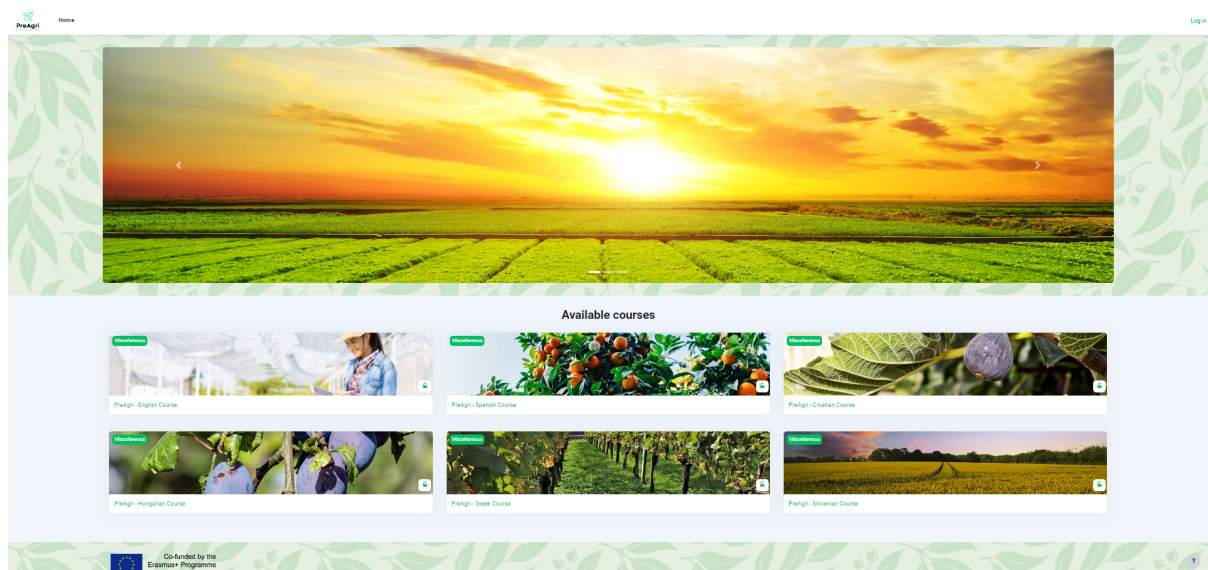 PreAgri
Home
Log in
Available courses
Miscellaneous
PreAgri - English Course
Miscellaneous
PreAgri - Spanish Course
Miscellaneous
PreAgri - Croatian Course
Miscellaneous
PreAgri - Hungarian Course
Miscellaneous
PreAgri - Greek Course
Miscellaneous
PreAgri - Slovenian Course
Co-funded by the
Erasmus+ Programme
?